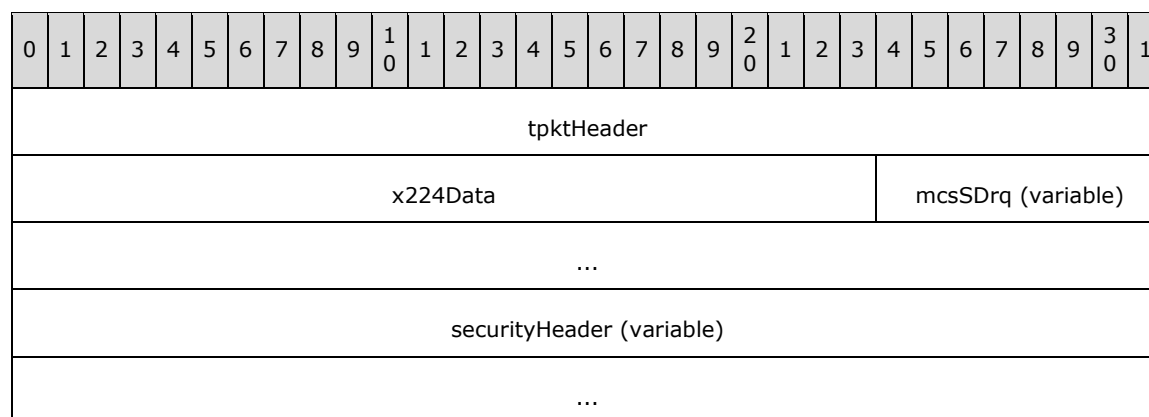 0 1 2 3 4 5 6 7 8 9 1 0 1 2 3 4 5 6 7 8 9 2 0 1 2 3 4 5 6 7 8 9 3 0 1
tpktHeader
x224Data mcsSDrq (variable)
...
securityHeader (variable)
...